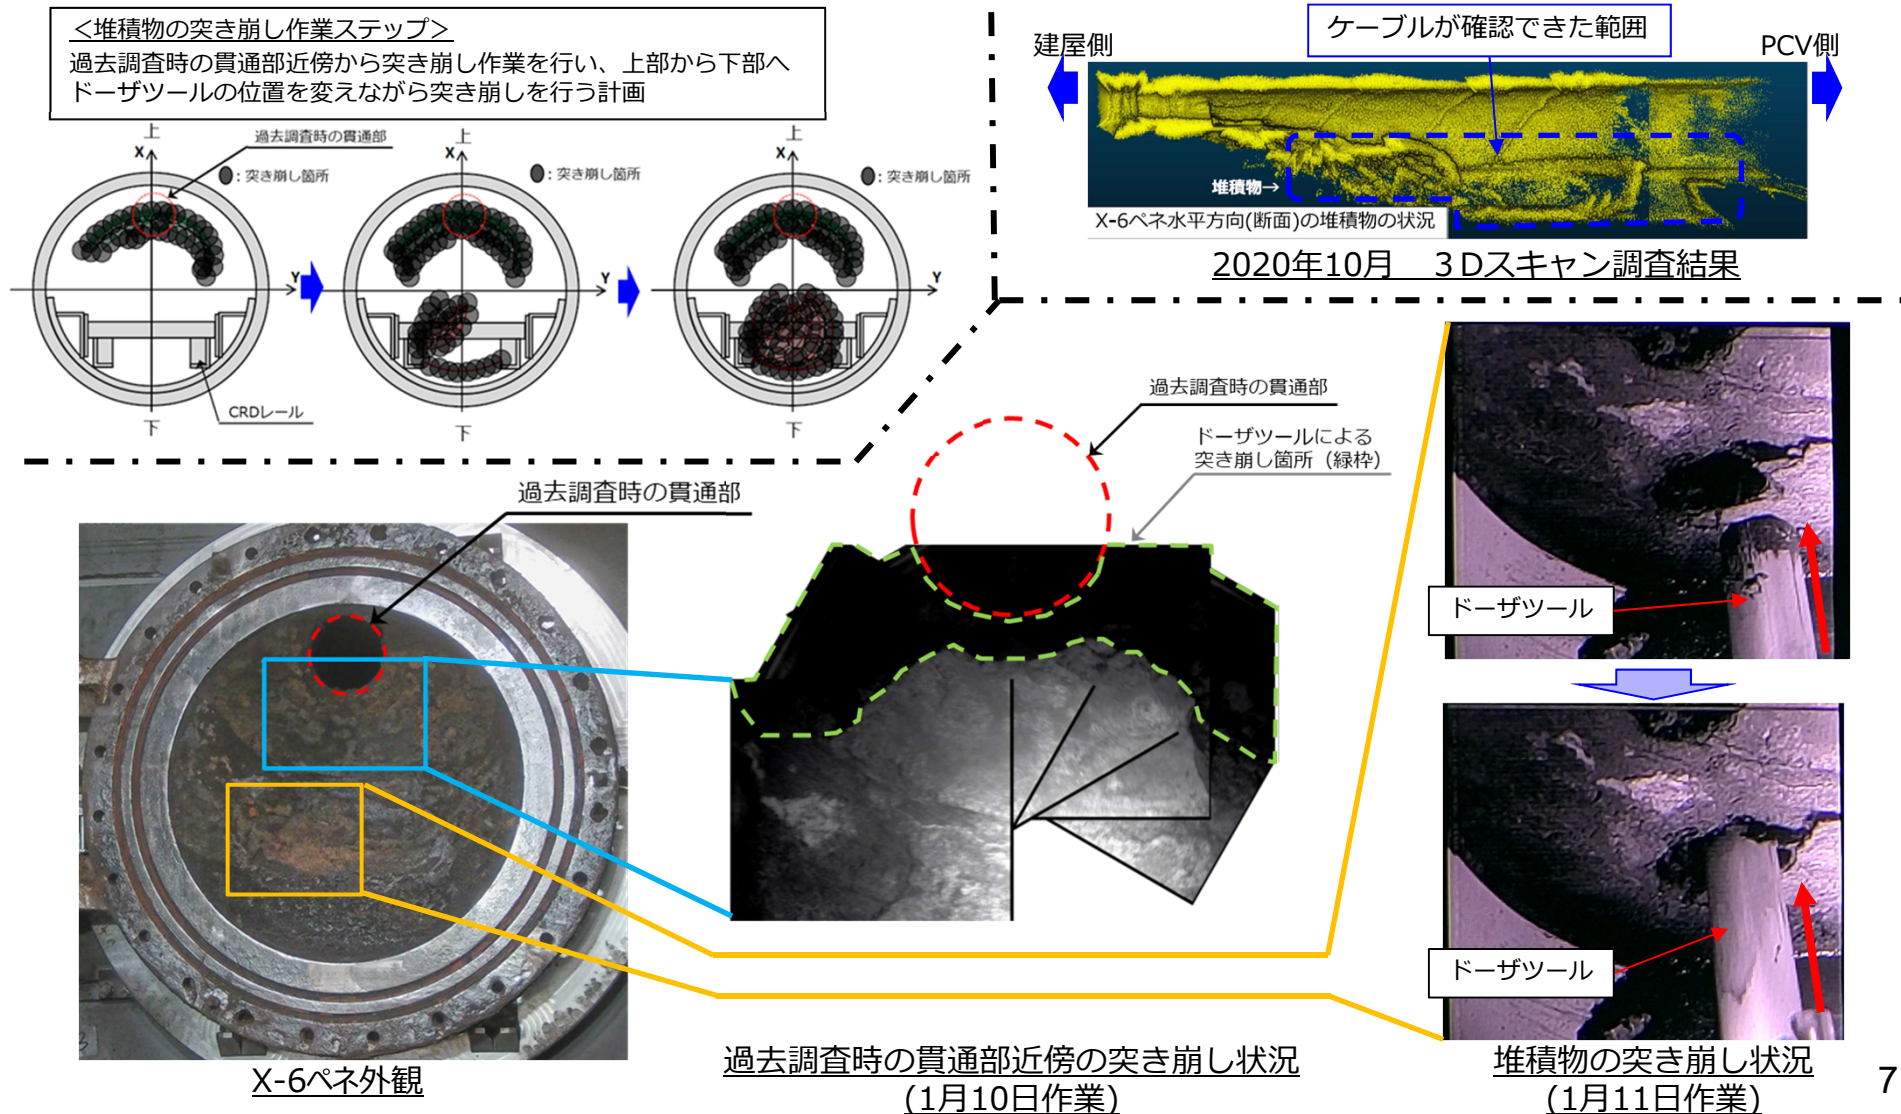 <堆積物の突き崩し作業ステップ>
過去調査時の貫通部近傍から突き崩し作業を行い、上部から下部へ
ドーザツールの位置を変えながら突き崩しを行う計画
上
過去調査時の貫通部
X
●: 突き崩し箇所
Y
CRDレール
下
上
X
●: 突き崩し箇所
Y
下
上
X
●: 突き崩し箇所
Y
下
ケーブルが確認できた範囲
建屋側
PCV側
堆積物→
X-6ペネ水平方向(断面)の堆積物の状況
2020年10月　3Dスキャン調査結果
過去調査時の貫通部
X-6ペネ外観
過去調査時の貫通部
ドーザツールによる
突き崩し箇所（緑枠）
過去調査時の貫通部近傍の突き崩し状況
(1月10日作業)
ドーザツール
ドーザツール
堆積物の突き崩し状況
(1月11日作業)
7